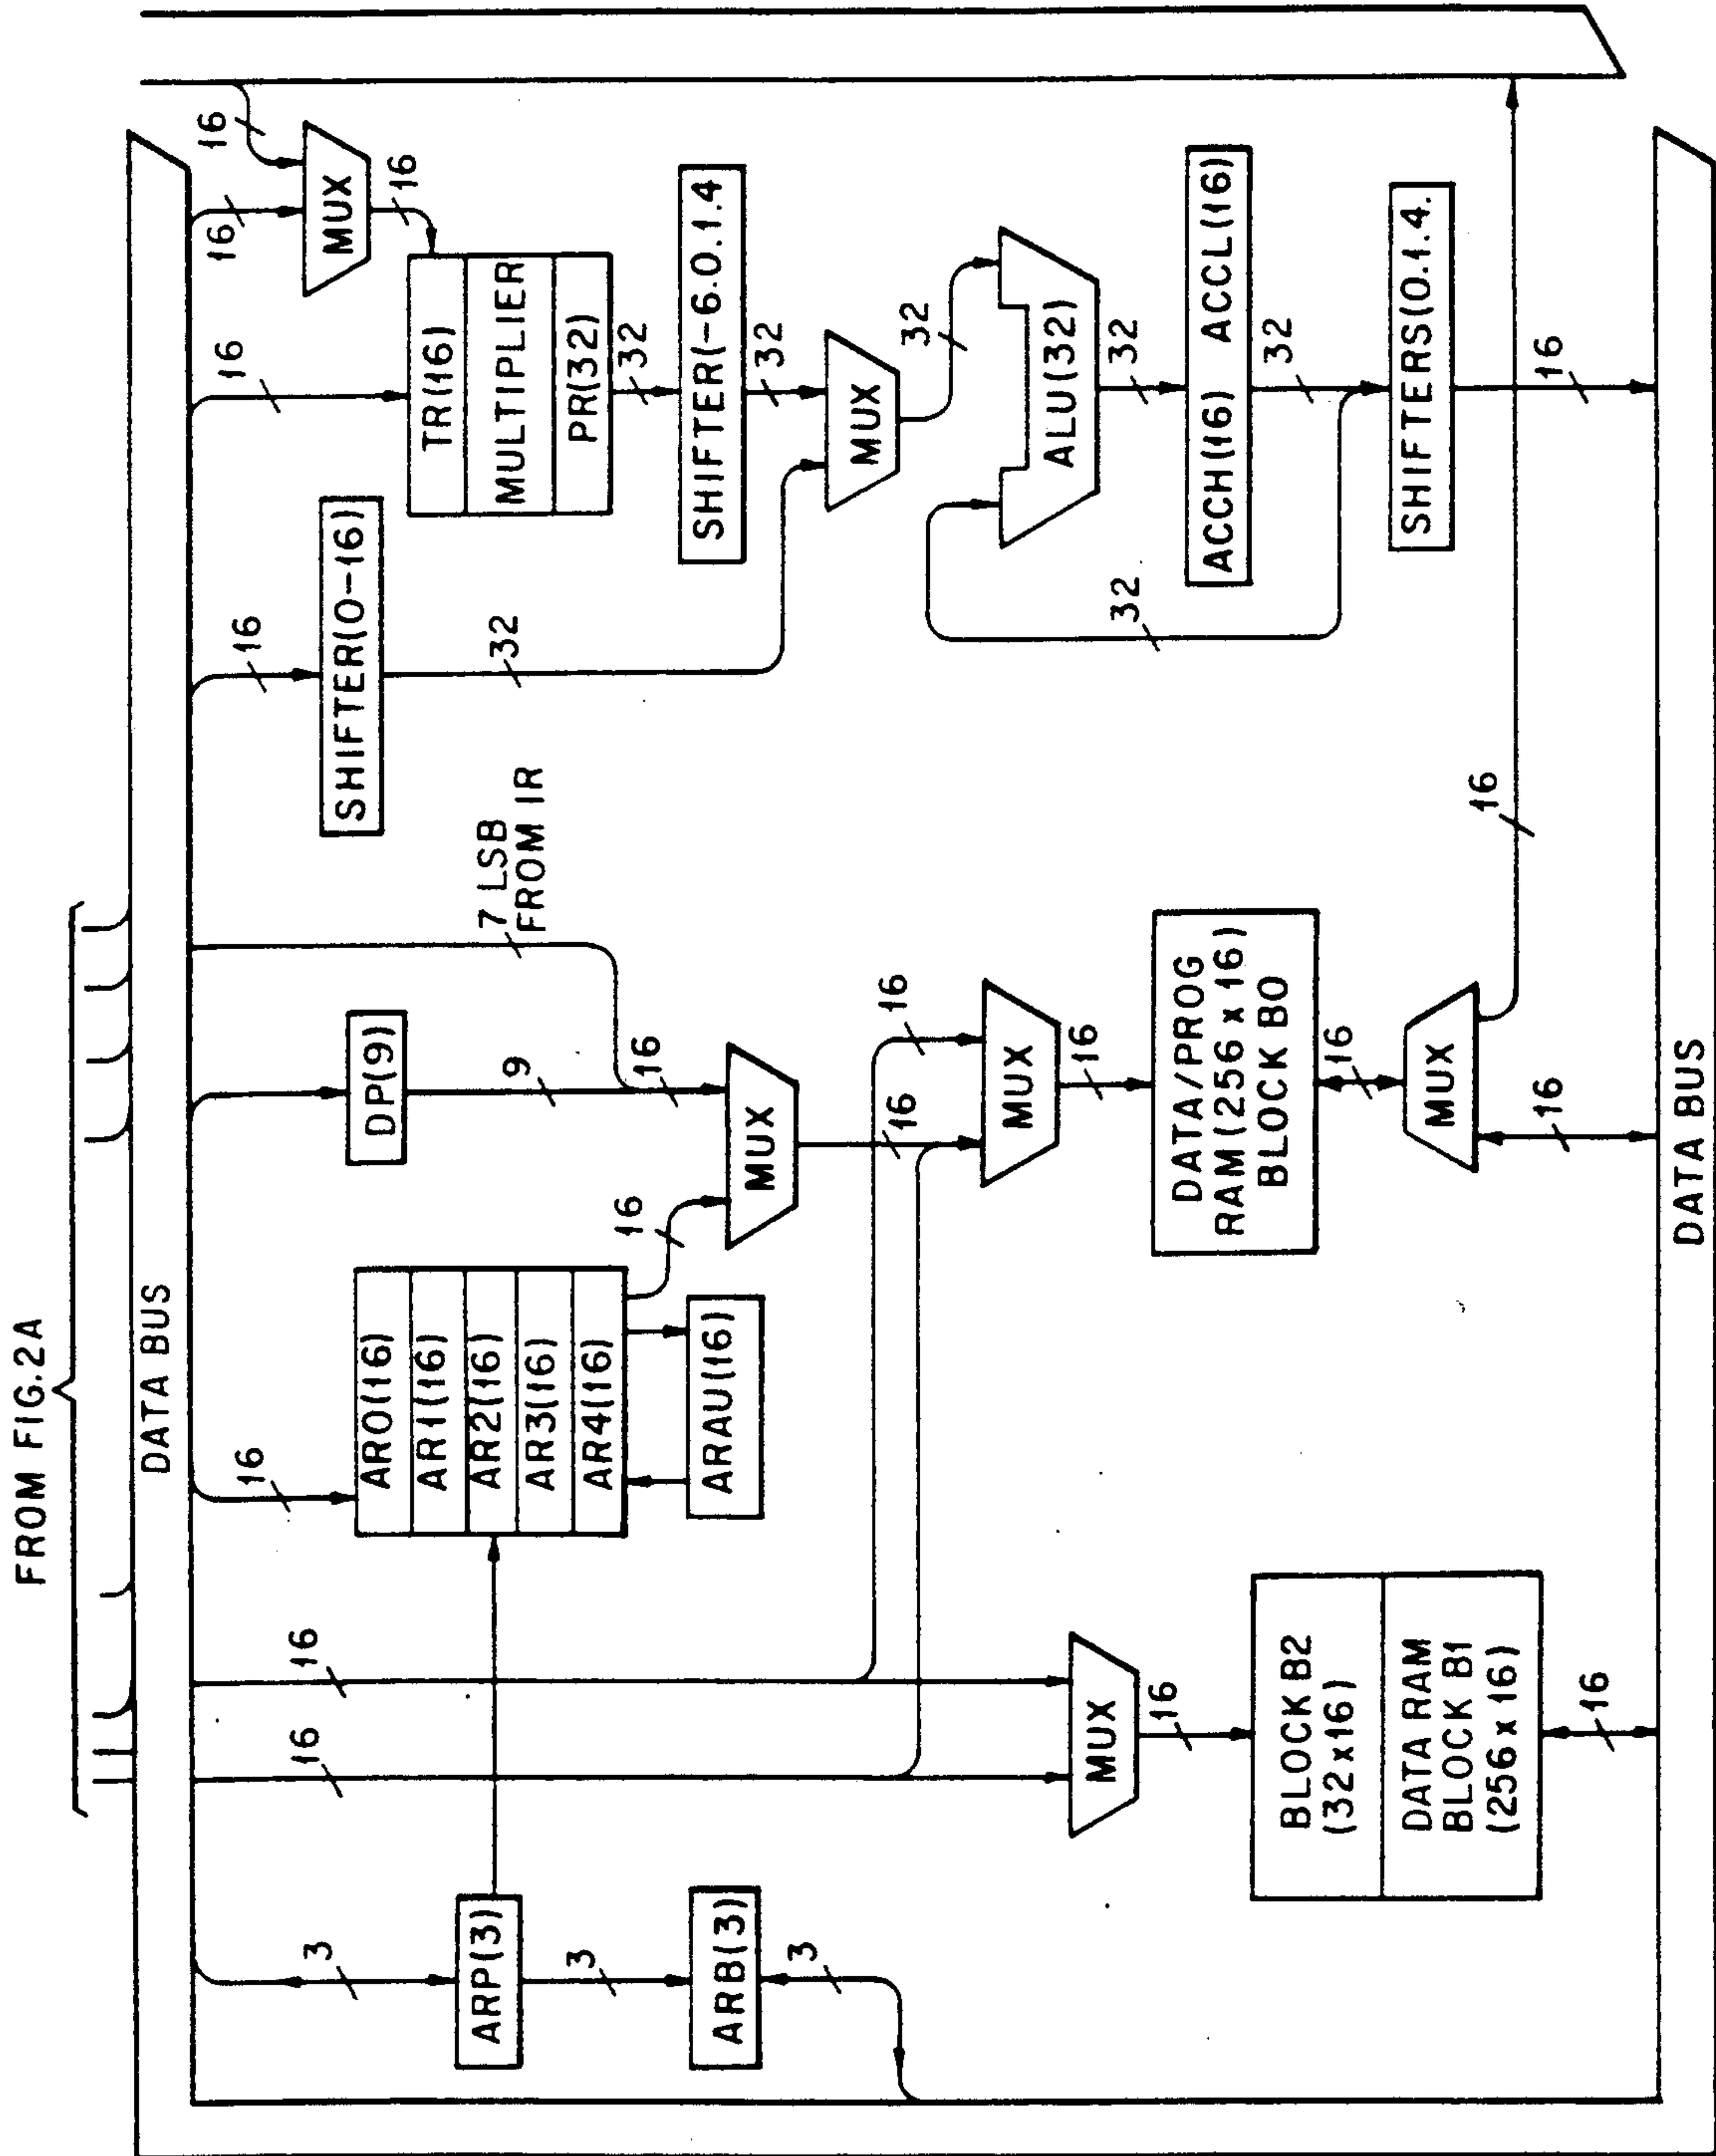 FROM FIG.2A
DATA BUS
16
16
16
MUX
16
TR(16)
MULTIPLIER
PR(32)
32
SHIFTER(-6.0.1.4
32
16
SHIFTER(0-16)
32
MUX
32
ALU(32)
32
32
ACCH(16) ACCL(16)
32
SHIFTERS(0.1.4.
16
7 LSB
FROM IR
DP(9)
9
16
16
AR0(16)
AR1(16)
AR2(16)
AR3(16)
AR4(16)
ARAU(16)
16
MUX
16
16
MUX
16
DATA/PROG
RAM(256 x 16)
BLOCK B0
16
MUX
16
16
16
16
MUX
16
BLOCK B2
(32x16)
DATA RAM
BLOCK B1
(256 x 16)
16
3
ARP(3)
3
ARB(3)
3
DATA BUS